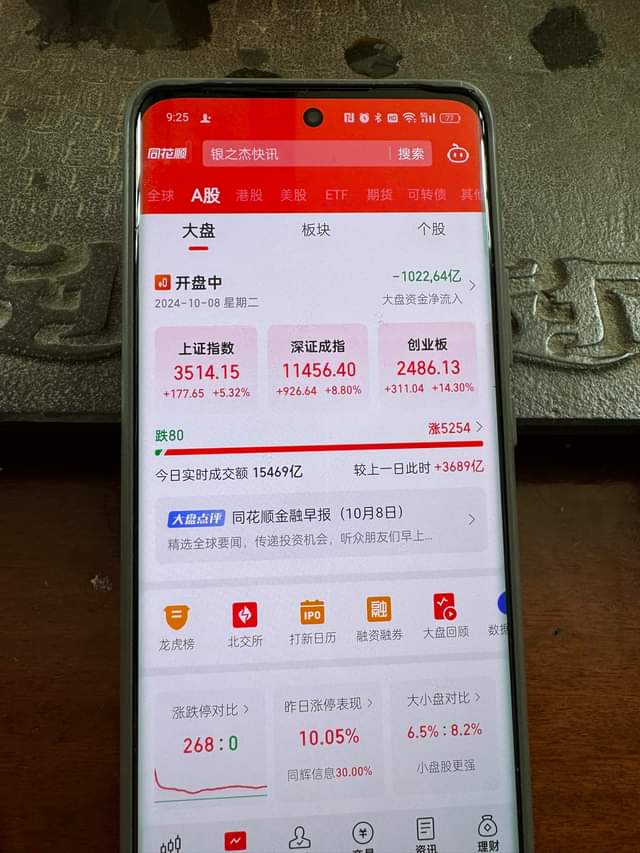 9:25 HD 5G 77
同花顺 银之杰快讯 搜索
全球 A股 港股 美股 ETF 期货 可转债 其他
大盘 板块 个股
开盘中 -1022,64亿
2024-10-08 星期二 大盘资金净流入
上证指数 深证成指 创业板
3514.15 11456.40 2486.13
+177.65 +5.32% +926.64 +8.80% +311.04 +14.30%
跌80 涨5254
今日实时成交额 15469亿 较上一日此时 +3689亿
大盘点评 同花顺金融早报（10月8日）
精选全球要闻，传递投资机会，听众朋友们早上...
IPO 融
龙虎榜 北交所 打新日历 融资融券 大盘回顾 数据
涨跌停对比 昨日涨停表现 大小盘对比
268:0 10.05% 6.5%:8.2%
同辉信息30.00% 小盘股更强
交易 资讯 理财